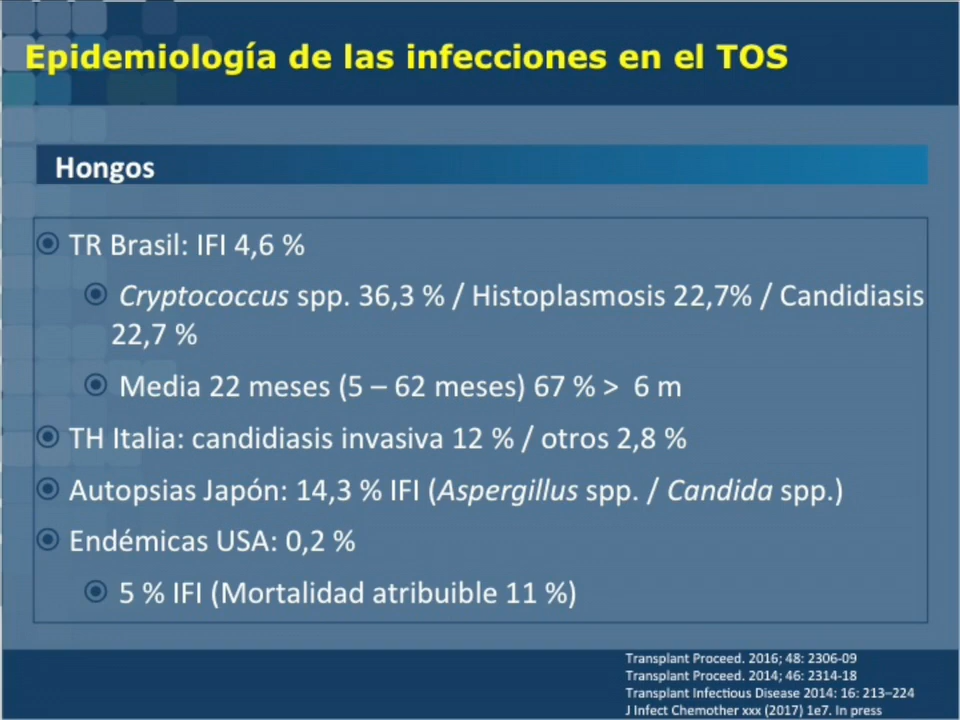 Epidemiología de las infecciones en el TOS
Hongos
TR Brasil: IFI 4,6 %
Cryptococcus spp. 36,3 % / Histoplasmosis 22,7% / Candidiasis
22,7 %
Media 22 meses (5 – 62 meses) 67 % > 6 m
TH Italia: candidiasis invasiva 12 % / otros 2,8 %
Autopsias Japón: 14,3 % IFI (Aspergillus spp. / Candida spp.)
Endémicas USA: 0,2 %
5 % IFI (Mortalidad atribuible 11 %)
Transplant Proceed. 2016; 48: 2306-09
Transplant Proceed. 2014; 46: 2314-18
Transplant Infectious Disease 2014: 16: 213–224
J Infect Chemother xxx (2017) 1e7. In press